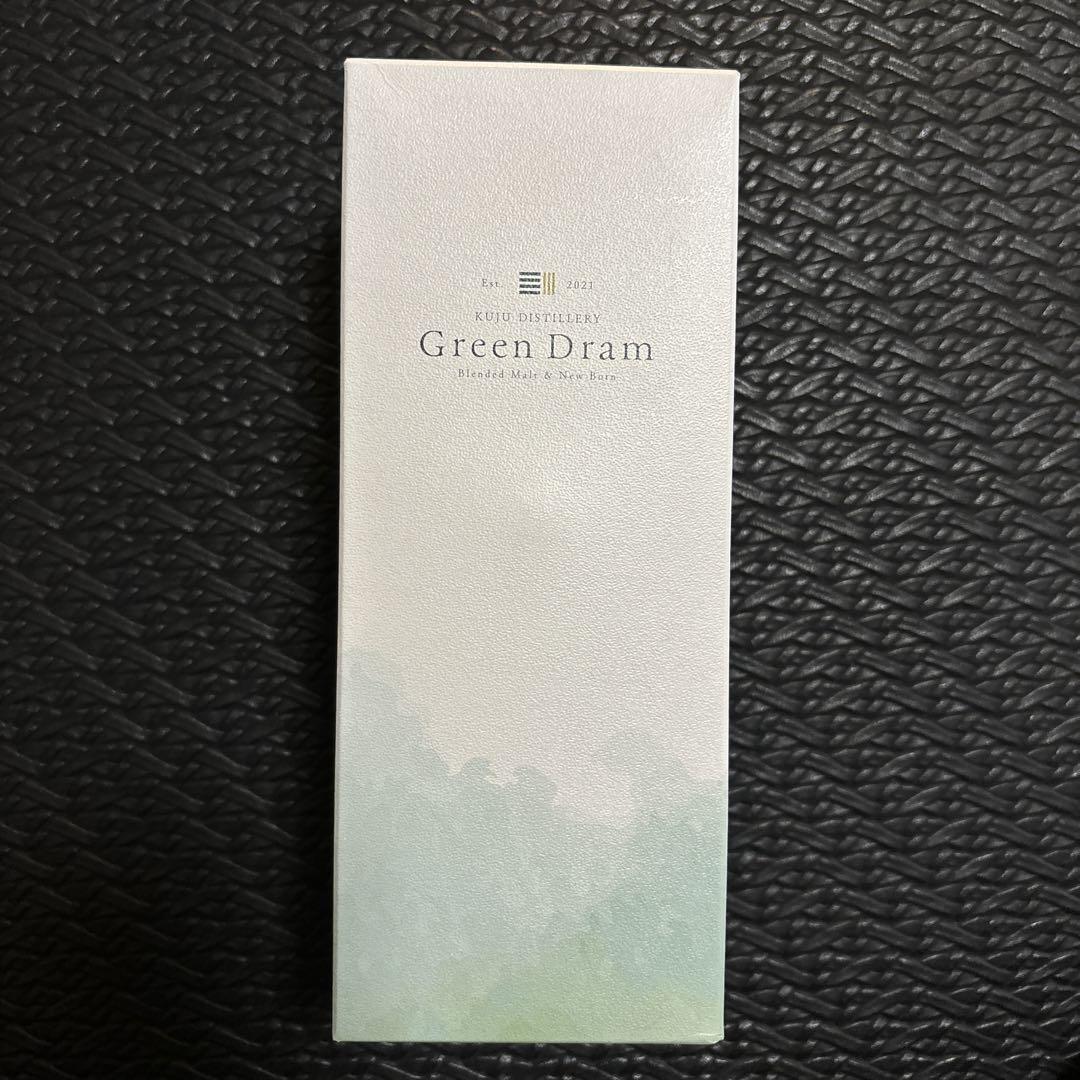 Est. 2021
KUJU DISTILLERY
Green Dram
Blended Malt & New Born